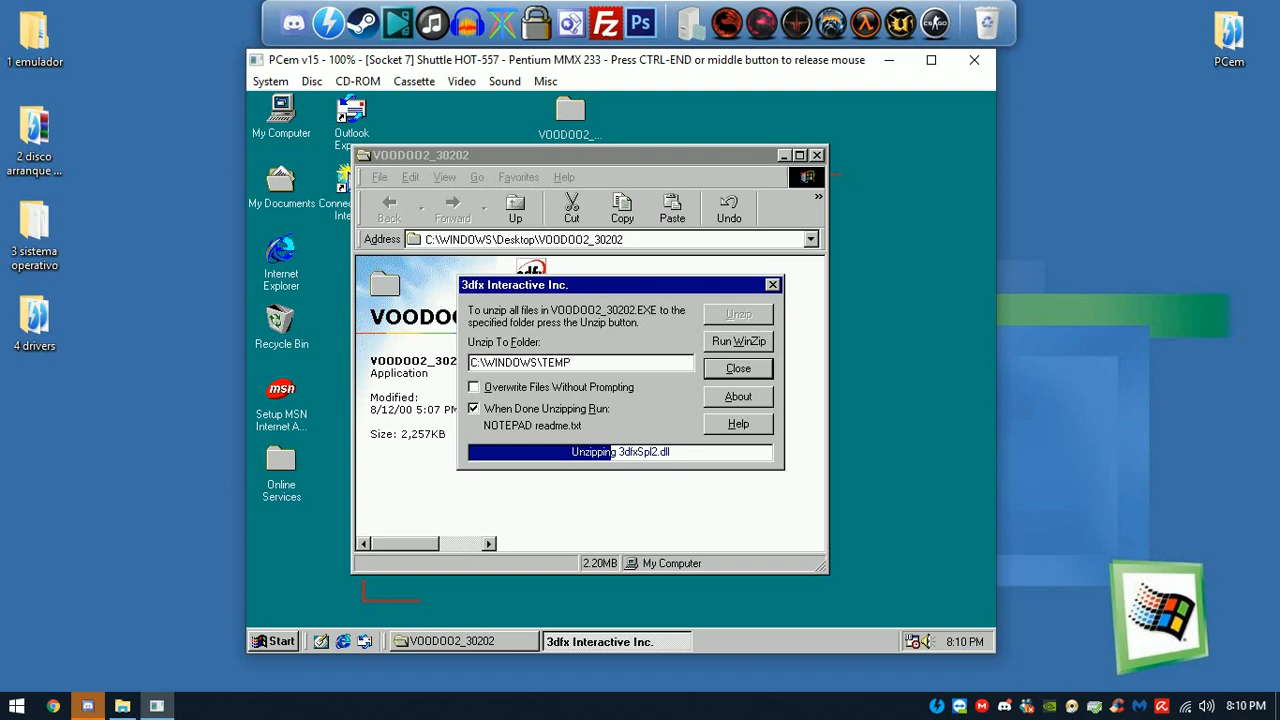 Ps
CS:GO
1 emulador
2 disco
arranque ...
3 sistema
operativo
4 drivers
PCem
PCem v15 - 100% - [Socket 7] Shuttle HOT-557 - Pentium MMX 233 - Press CTRL-END or middle button to release mouse
System Disc CD-ROM Cassette Video Sound Misc
My Computer
Outlook
Exp...
VOODOO2_...
My Documents
Connec
Inte
Internet
Explorer
Recycle Bin
msn
Setup MSN
Internet A...
Online
Services
VOODOO2_30202
File Edit View Go Favorites Help
Back Forward Up Cut Copy Paste Undo »
Address C:\WINDOWS\Desktop\VOODOO2_30202
VOODOO
VOODOO2_302
Application
Modified:
8/12/00 5:07 PM
Size: 2,257KB
3dfx Interactive Inc.
To unzip all files in VOODOO2_30202.EXE to the
specified folder press the Unzip button.
Unzip To Folder:
C:\WINDOWS\TEMP
Overwrite Files Without Prompting
When Done Unzipping Run:
NOTEPAD readme.txt
Unzipping 3dfxSpl2.dll
Unzip
Run WinZip
Close
About
Help
2.20MB My Computer
Start VOODOO2_30202 3dfx Interactive Inc. 8:10 PM
8:10 PM